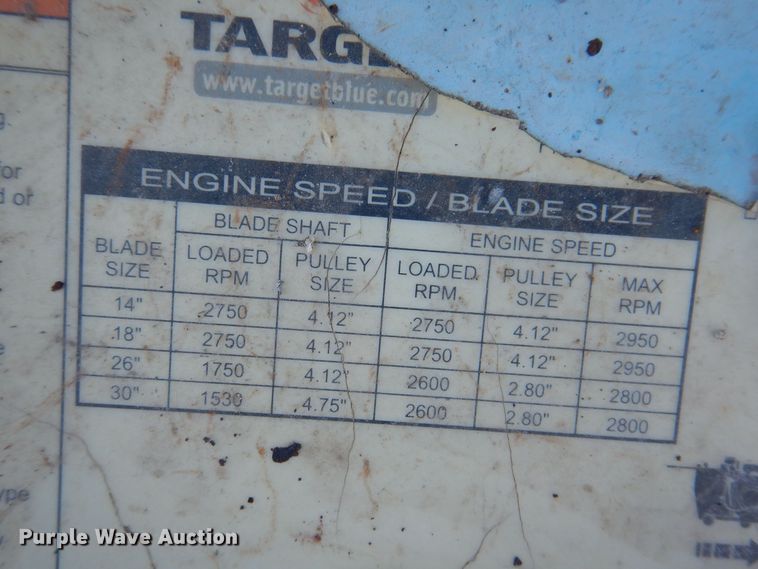 TARG
www.targetblue.com
for
d or
ENGINE SPEED / BLADE SIZE
BLADE SIZE
BLADE SHAFT
ENGINE SPEED
LOADED RPM
PULLEY SIZE
LOADED RPM
PULLEY SIZE
MAX RPM
14" 2750 4.12" 2750 4.12" 2950
18" 2750 4.12" 2750 4.12" 2950
26" 1750 4.12" 2600 2.80" 2800
30" 1530 4.75" 2600 2.80" 2800
ype
Purple Wave Auction